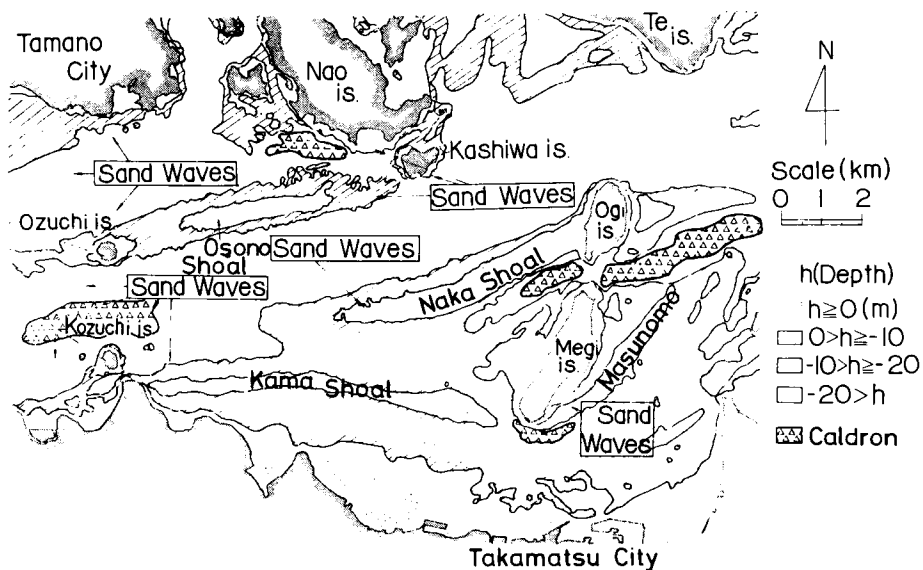 Tamano
City
Nao
is.
Te
is.
N
Kashiwa is.
Sand Waves
Sand Waves
Scale (km)
0 1 2
Ozuchi is
Osono
Shoal
Sand Waves
Ogi
is.
Sand Waves
Naka Shoal
Kozuchi is
Megi
is.
Masunome
Kama Shoal
Sand
Waves
h(Depth)
h≧0 (m)
0>h≧-10
-10>h≧-20
-20>h
Caldron
Takamatsu City